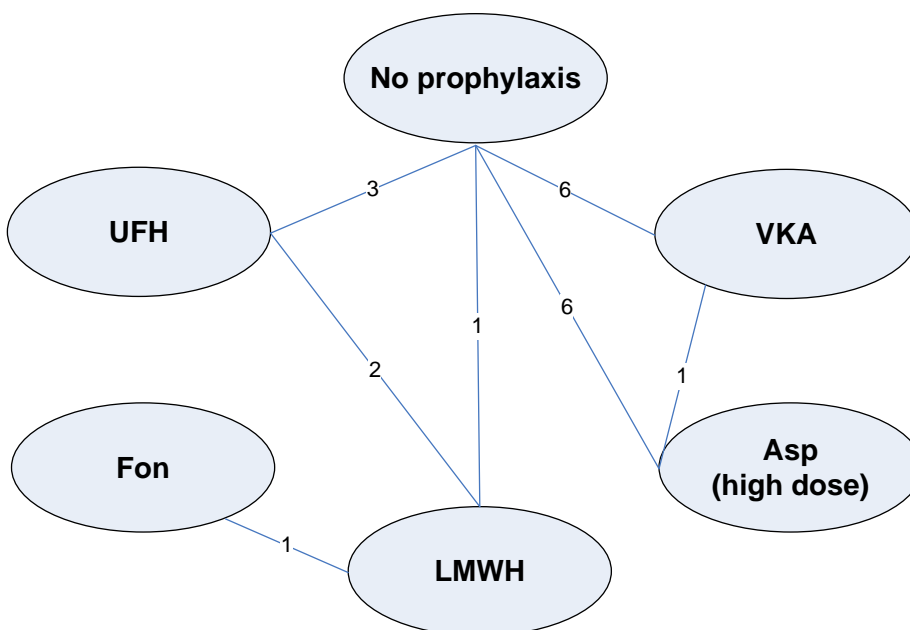 No prophylaxis
3
6
UFH
VKA
6
1
2
1
Asp
(high dose)
Fon
1
LMWH